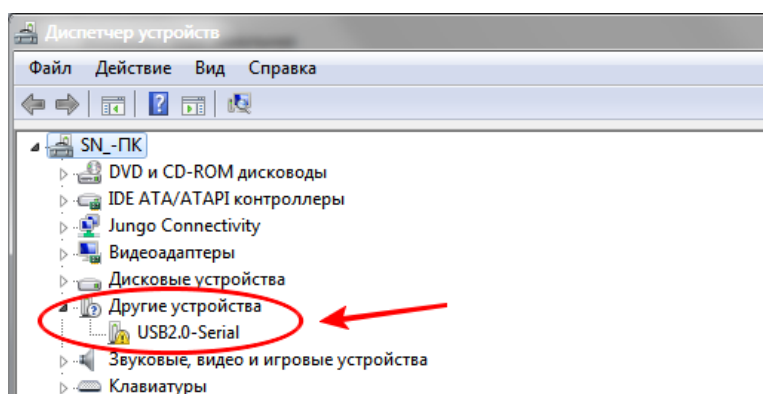 Диспетчер устройств
Файл Действие Вид Справка
SN_-ПК
DVD и CD-ROM дисководы
IDE ATA/ATAPI контроллеры
Jungo Connectivity
Видеоадаптеры
Дисковые устройства
Другие устройства
USB2.0-Serial
Звуковые, видео и игровые устройства
Клавиатуры